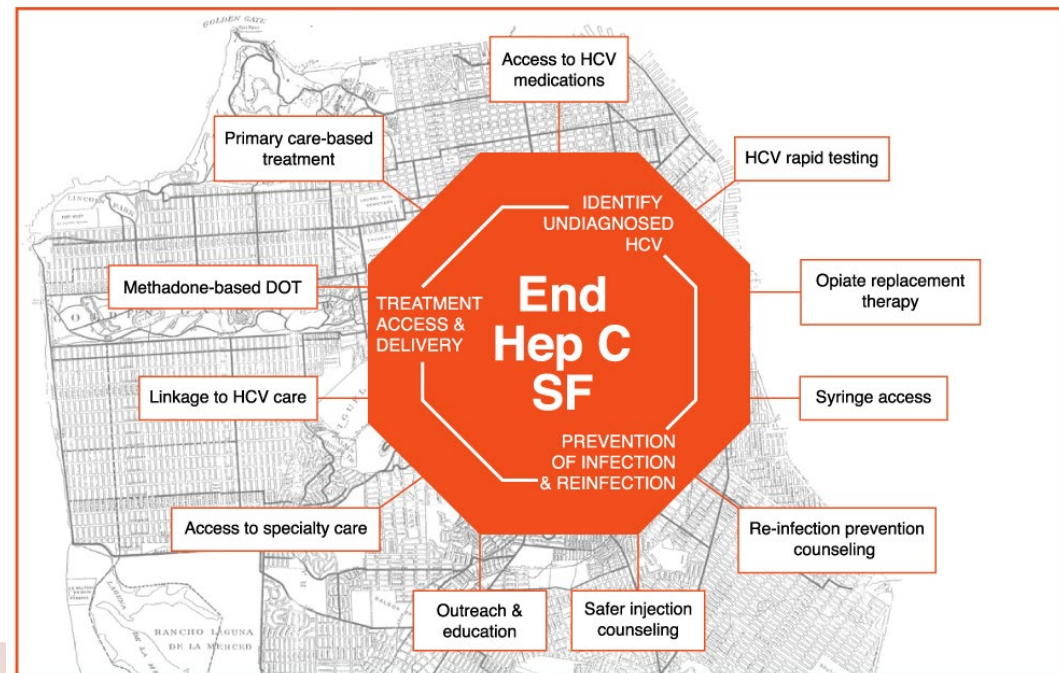 GOLDEN GATE
Access to HCV
medications
Primary care-based
treatment
HCV rapid testing
IDENTIFY
UNDIAGNOSED
HCV
Methadone-based DOT
Opiate replacement
therapy
TREATMENT
ACCESS &
DELIVERY
End
Hep C
SF
Linkage to HCV care
Syringe access
PREVENTION
OF INFECTION
& REINFECTION
Access to specialty care
Re-infection prevention
counseling
Outreach &
education
Safer injection
counseling
RANCHO LAGUNA
DE LA MERCED